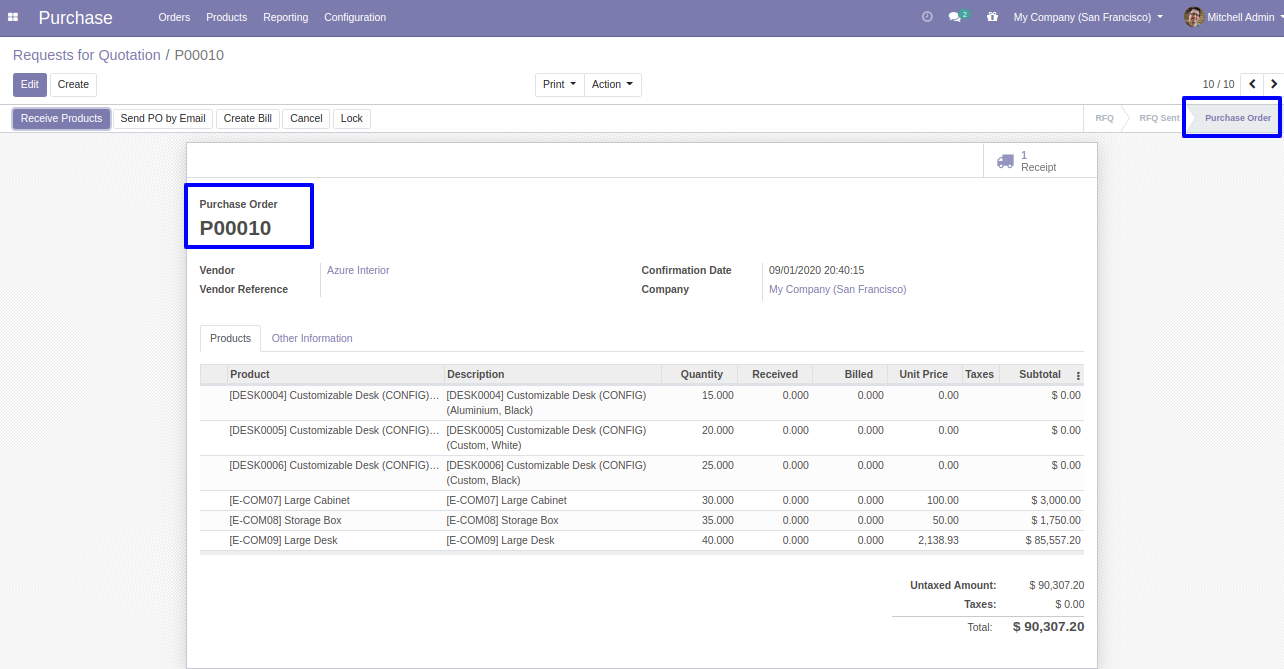 Purchase Orders Products Reporting Configuration 2 My Company (San Francisco) Mitchell Admin
Requests for Quotation / P00010
Edit Create Print Action 10 / 10
Receive Products Send PO by Email Create Bill Cancel Lock RFQ RFQ Sent Purchase Order
1
Receipt
Purchase Order
P00010
Vendor Azure Interior Confirmation Date 09/01/2020 20:40:15
Vendor Reference Company My Company (San Francisco)
Products Other Information
Product Description Quantity Received Billed Unit Price Taxes Subtotal
[DESK0004] Customizable Desk (CONFIG)... [DESK0004] Customizable Desk (CONFIG) 15.000 0.000 0.000 0.00 $ 0.00
(Aluminium, Black)
[DESK0005] Customizable Desk (CONFIG)... [DESK0005] Customizable Desk (CONFIG) 20.000 0.000 0.000 0.00 $ 0.00
(Custom, White)
[DESK0006] Customizable Desk (CONFIG)... [DESK0006] Customizable Desk (CONFIG) 25.000 0.000 0.000 0.00 $ 0.00
(Custom, Black)
[E-COM07] Large Cabinet [E-COM07] Large Cabinet 30.000 0.000 0.000 100.00 $ 3,000.00
[E-COM08] Storage Box [E-COM08] Storage Box 35.000 0.000 0.000 50.00 $ 1,750.00
[E-COM09] Large Desk [E-COM09] Large Desk 40.000 0.000 0.000 2,138.93 $ 85,557.20
Untaxed Amount: $ 90,307.20
Taxes: $ 0.00
Total: $ 90,307.20